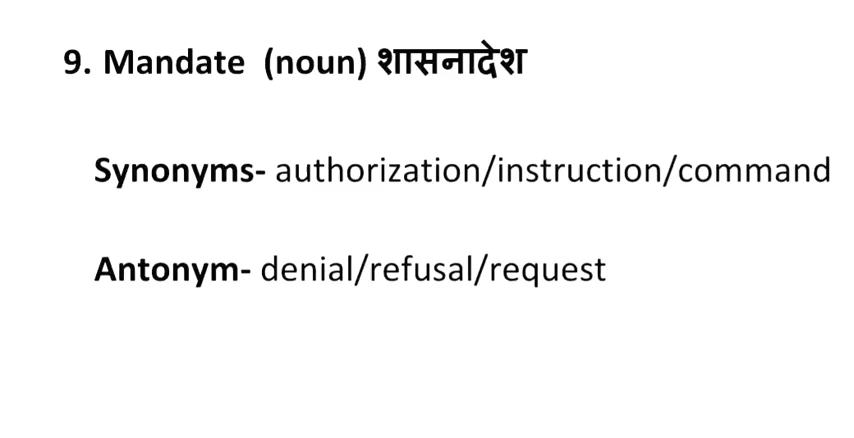 9. Mandate (noun) शासनादेश
Synonyms- authorization/instruction/command
Antonym- denial/refusal/request